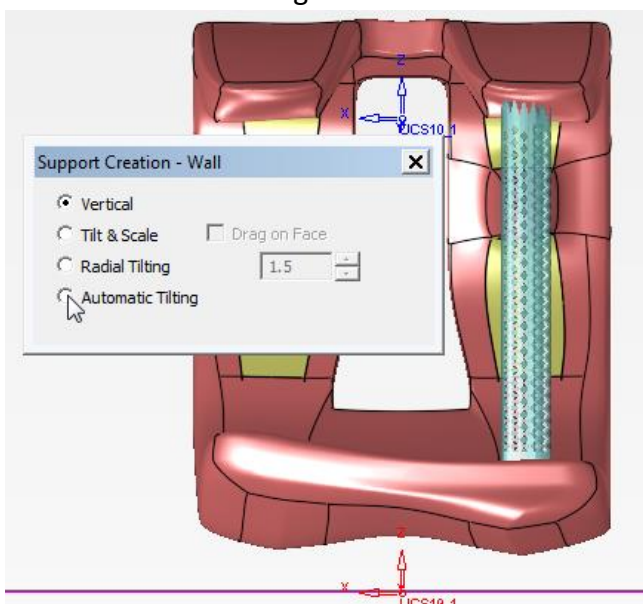 Z
X
UCS10_1
Support Creation - Wall
Vertical
Tilt & Scale
Drag on Face
Radial Tilting
1.5
Automatic Tilting
Z
X
UCS10_1